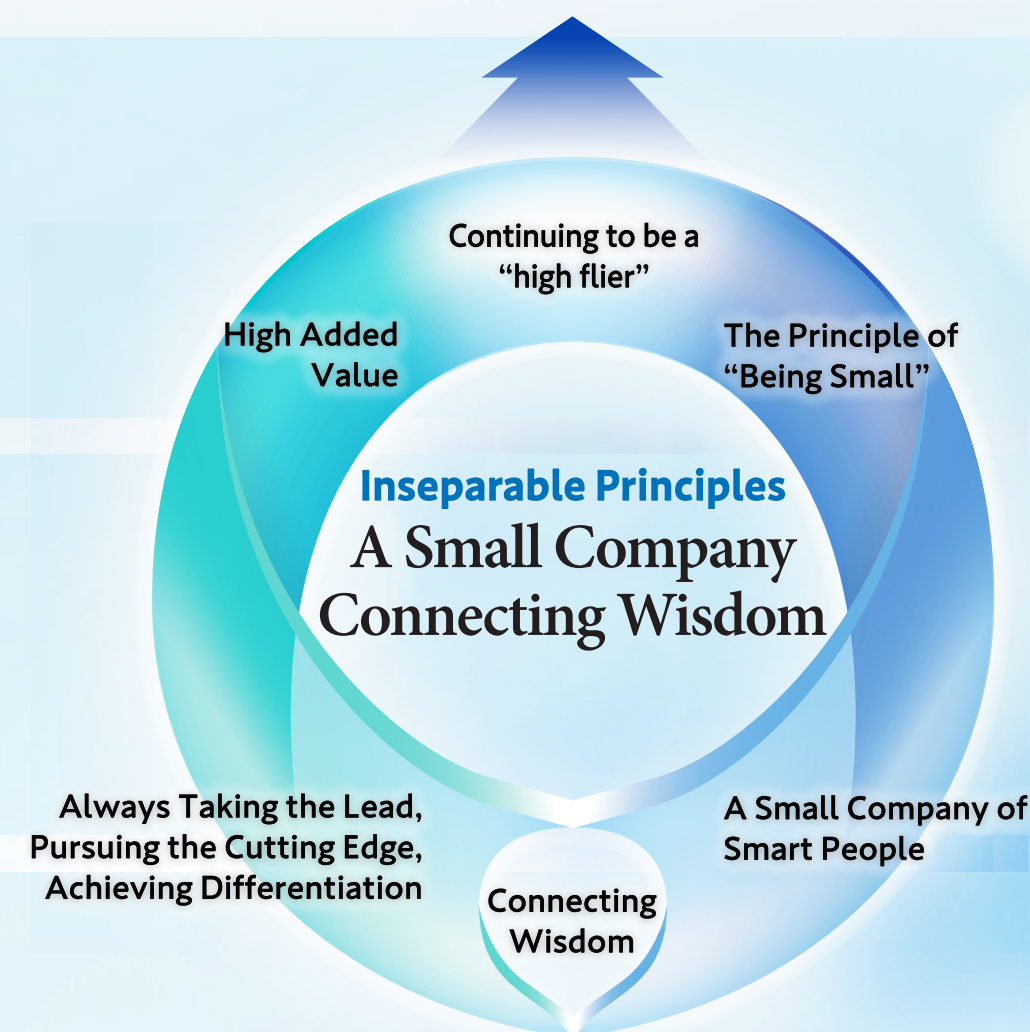 Continuing to be a
“high flier”
High Added
Value
The Principle of
“Being Small”
Inseparable Principles
A Small Company
Connecting Wisdom
Always Taking the Lead,
Pursuing the Cutting Edge,
Achieving Differentiation
A Small Company of
Smart People
Connecting
Wisdom